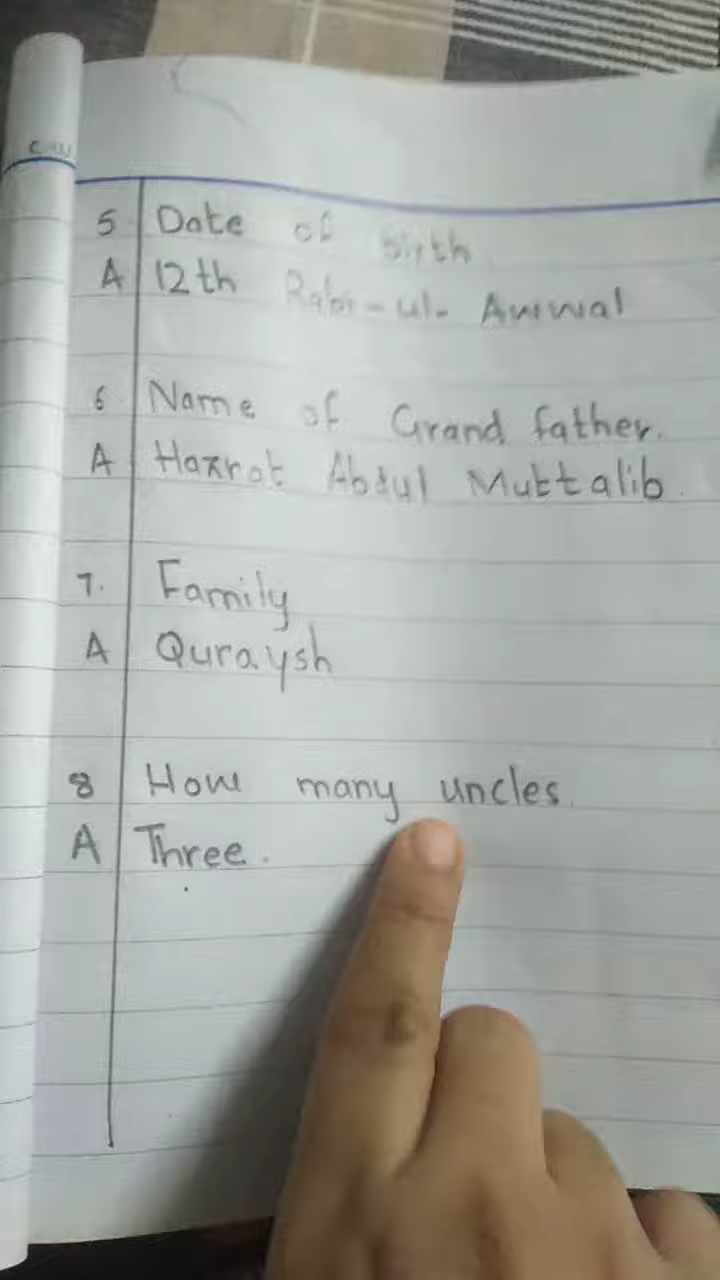 5 Date of birth
A 12th Rabi-ul-Awwal
6 Name of Grand father.
A Hazrat Abdul Muttalib.
7. Family
A Quraysh
8 How many uncles.
A Three.